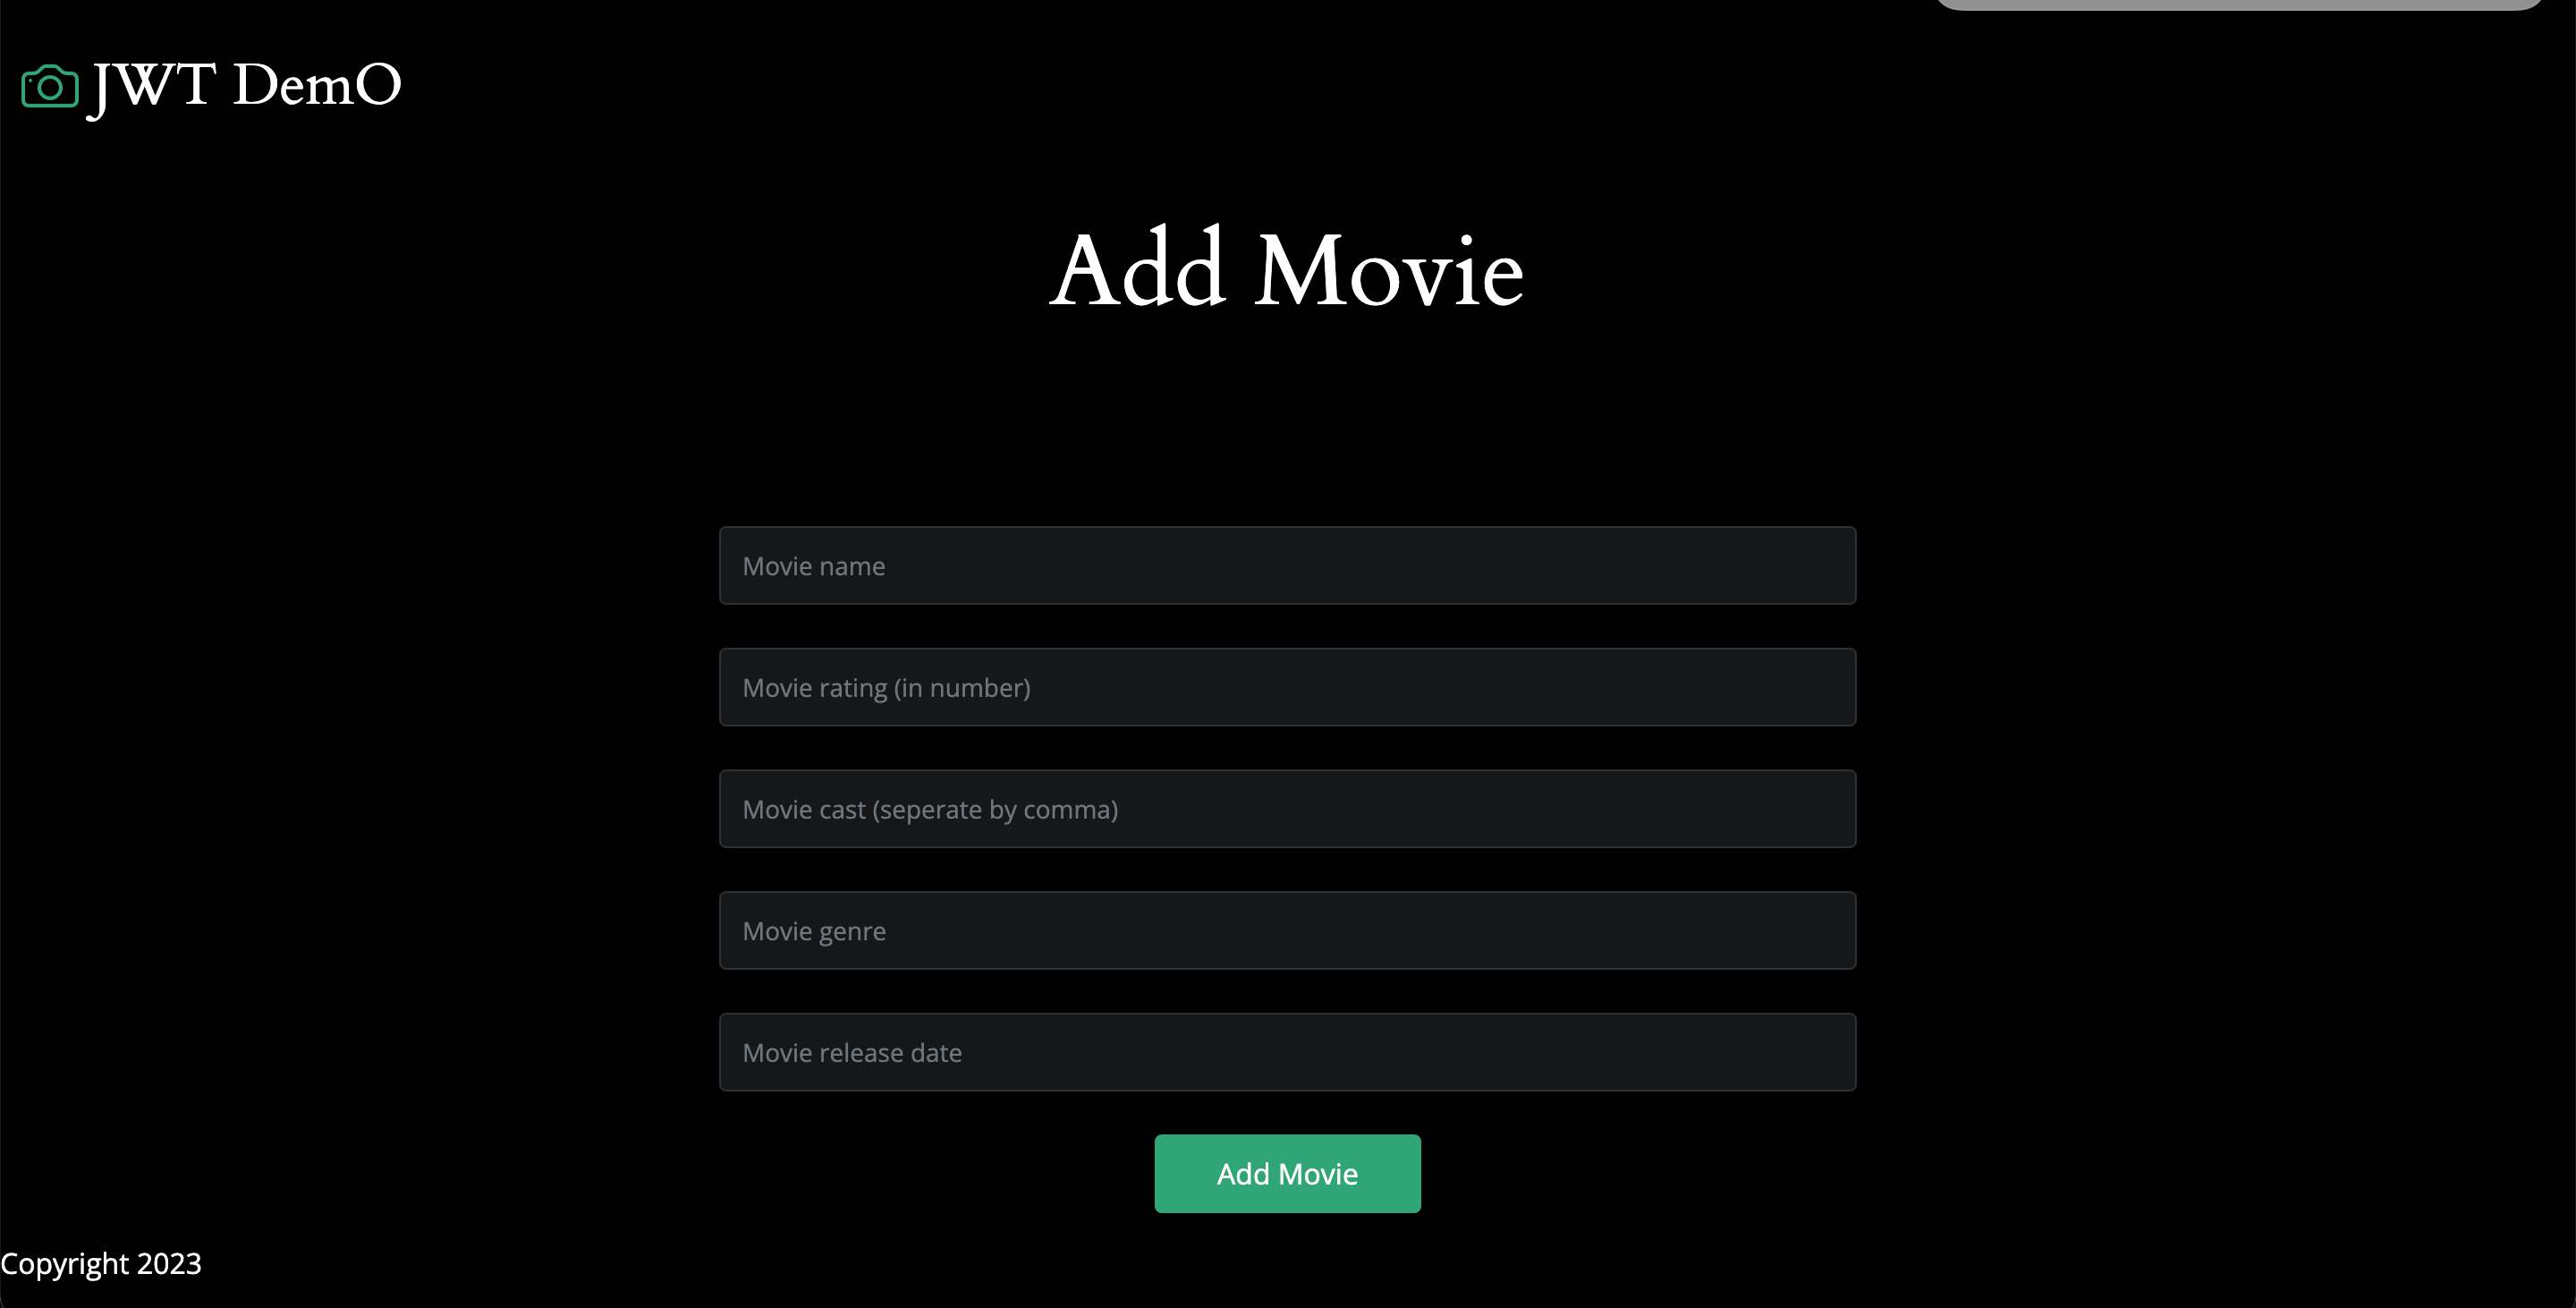 JWT DemO
Add Movie
Movie name
Movie rating (in number)
Movie cast (seperate by comma)
Movie genre
Movie release date
Add Movie
Copyright 2023